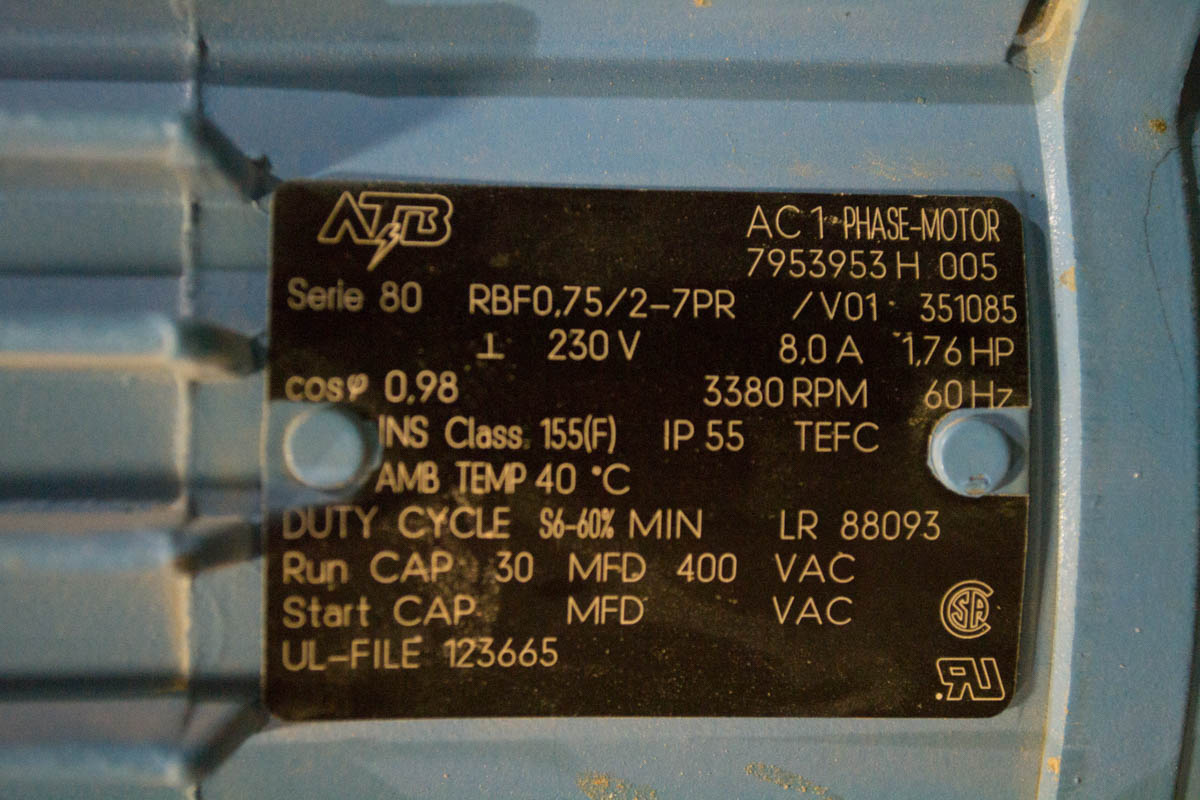 ATB
AC 1-PHASE-MOTOR
7953953 H 005
Serie 80 RBF0,75/2-7PR /V01 351085
⊥ 230 V 8,0 A 1,76 HP
cosφ 0,98 3380 RPM 60 Hz
INS Class 155(F) IP 55 TEFC
AMB TEMP 40 °C
DUTY CYCLE S6-60% MIN LR 88093
Run CAP 30 MFD 400 VAC
Start CAP MFD VAC
SA
UL-FILE 123665
RU